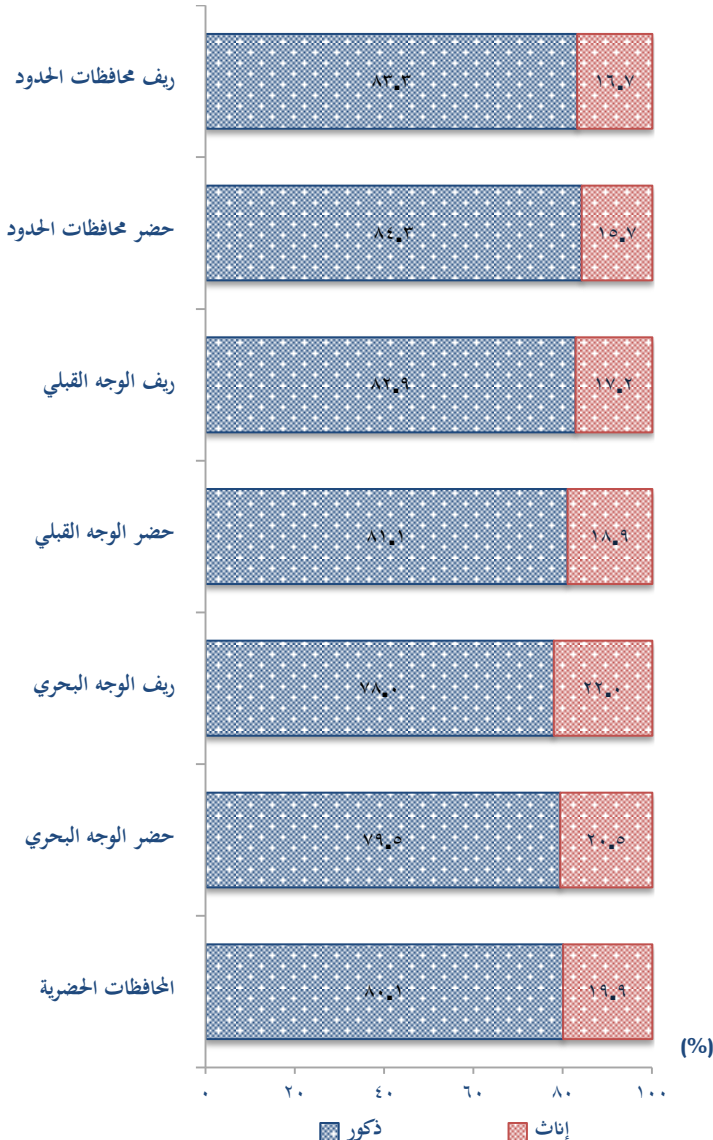 ريف محافظات الحدود
٨٣.٣
١٦.٧
حضر محافظات الحدود
٨٤.٣
١٥.٧
ريف الوجه القبلي
٨٢.٩
١٧.٢
حضر الوجه القبلي
٨١.١
١٨.٩
ريف الوجه البحري
٧٨.٠
٢٢.٠
حضر الوجه البحري
٧٩.٥
٢٠.٥
المحافظات الحضرية
٨٠.١
١٩.٩
(%)
٠ ٢٠ ٤٠ ٦٠ ٨٠ ١٠٠
ذكور
إناث